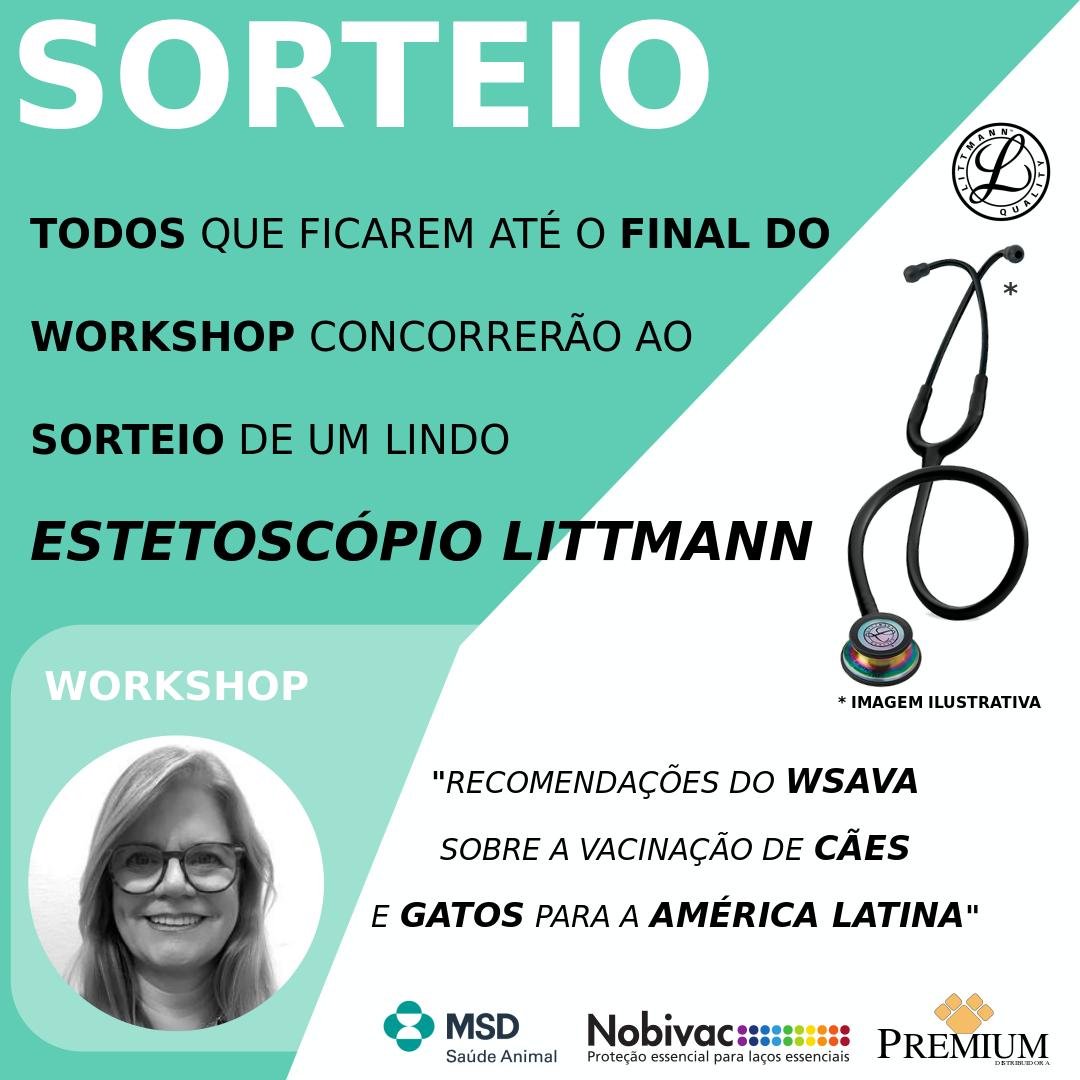 SORTEIO
LITTMANN™
QUALITY
TODOS QUE FICAREM ATÉ O FINAL DO
*
WORKSHOP CONCORRERÃO AO
SORTEIO DE UM LINDO
ESTETOSCÓPIO LITTMANN
WORKSHOP
* IMAGEM ILUSTRATIVA
"RECOMENDAÇÕES DO WSAVA
SOBRE A VACINAÇÃO DE CÃES
E GATOS PARA A AMÉRICA LATINA"
MSD
Saúde Animal
Nobivac
Proteção essencial para laços essenciais
PREMIUM
DISTRIBUIDORA